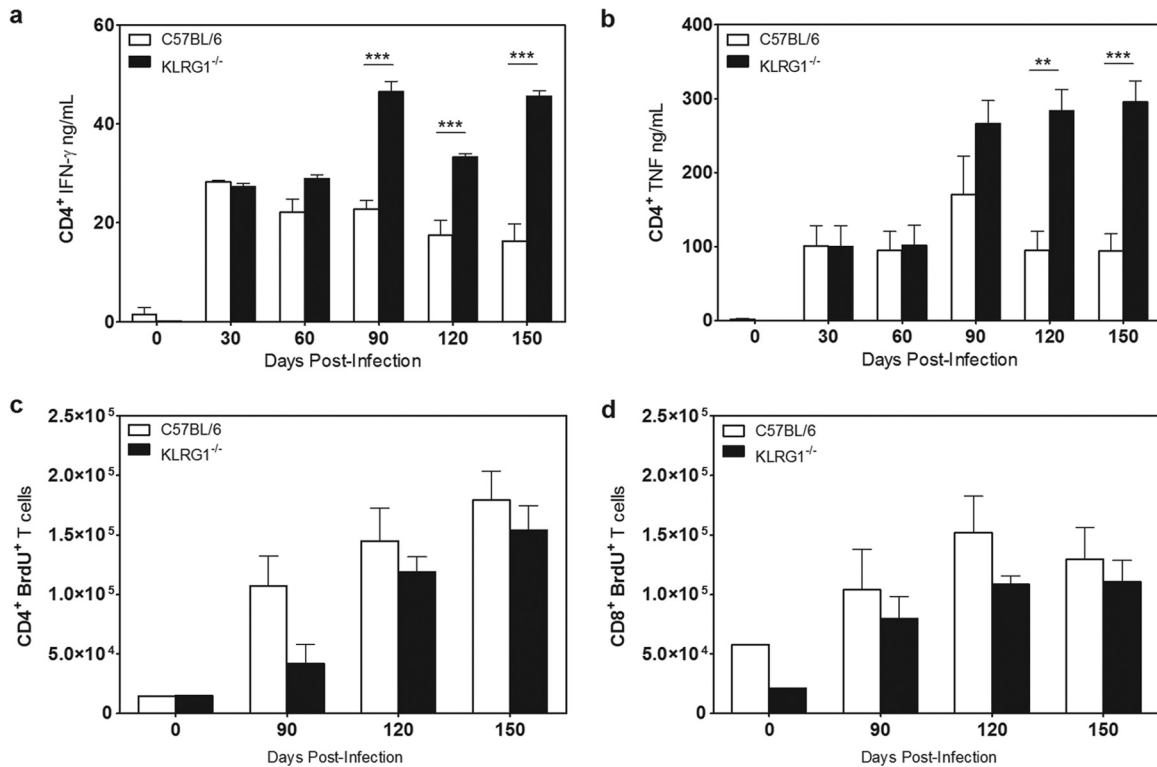 a
60
40
20
0
CD4⁺ IFN-γ ng/mL
C57BL/6
KLRG1⁻/⁻
***
***
***
0 30 60 90 120 150
Days Post-Infection
b
400
300
200
100
0
CD4⁺ TNF ng/mL
C57BL/6
KLRG1⁻/⁻
**
***
0 30 60 90 120 150
Days Post-Infection
c
2.5×10⁵
2.0×10⁵
1.5×10⁵
1.0×10⁵
5.0×10⁴
0
CD4⁺ BrdU⁺ T cells
C57BL/6
KLRG1⁻/⁻
0 90 120 150
Days Post-Infection
d
2.5×10⁵
2.0×10⁵
1.5×10⁵
1.0×10⁵
5.0×10⁴
0
CD8⁺ BrdU⁺ T cells
C57BL/6
KLRG1⁻/⁻
0 90 120 150
Days Post-Infection